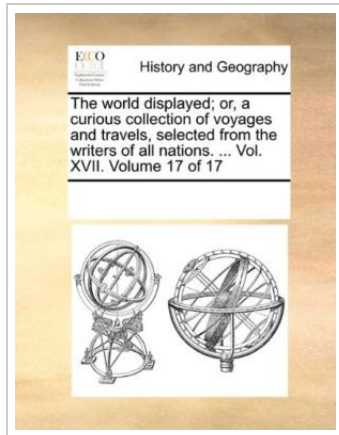 ECCO
History and Geography
The world displayed; or, a
curious collection of voyages
and travels, selected from the
writers of all nations. ... Vol.
XVII. Volume 17 of 17